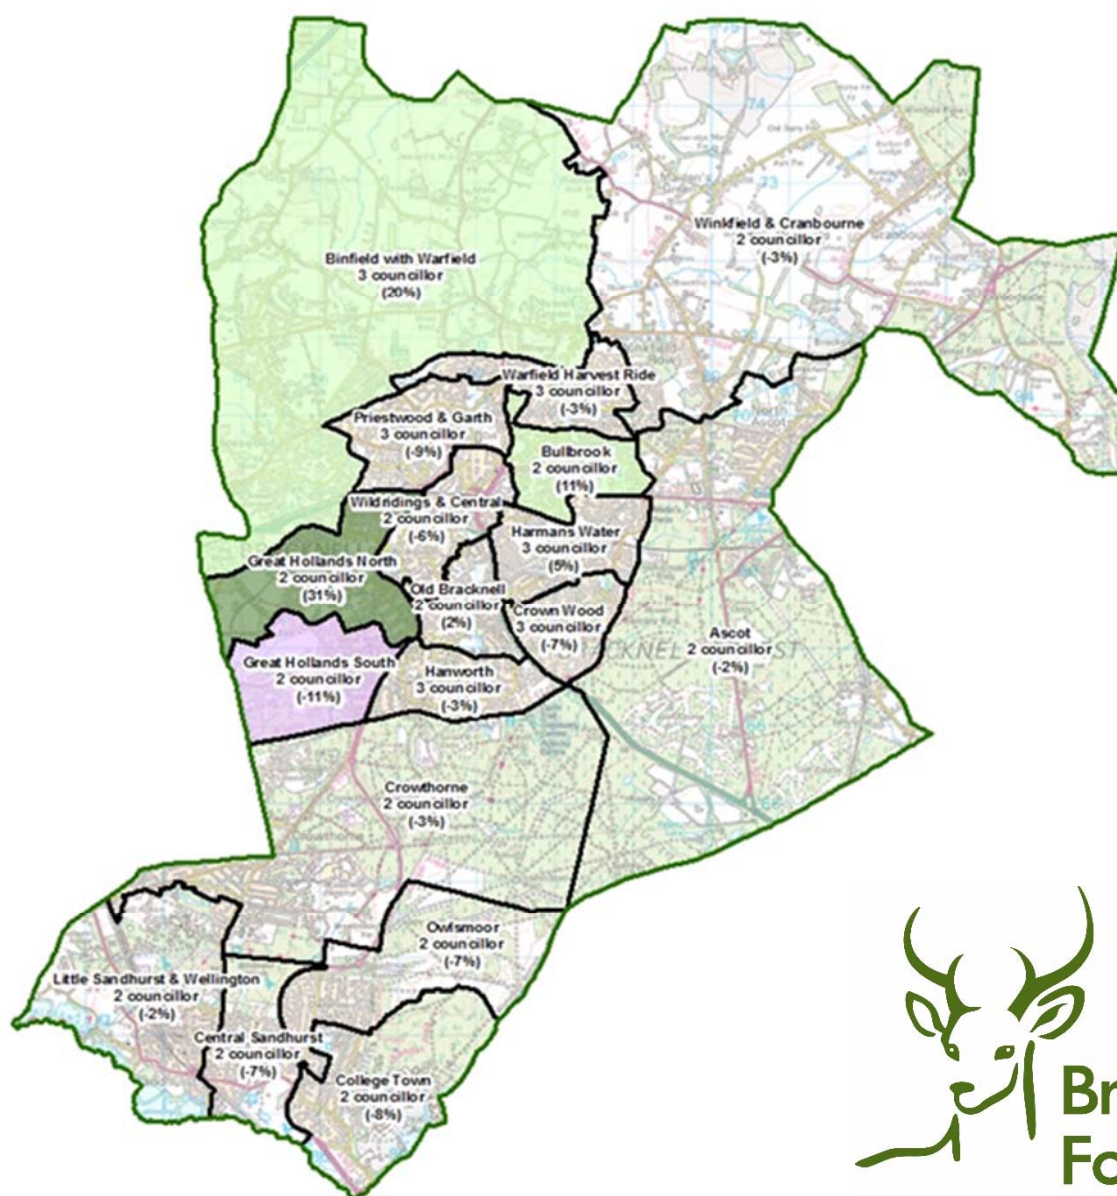 Winkfield & Cranbourne
2 councillor
(-3%)
Binfield with Warfield
3 councillor
(20%)
Warfield Harvest Ride
3 councillor
(-3%)
Priestwood & Garth
3 councillor
(-9%)
Bullbrook
2 councillor
(11%)
Wildridings & Central
2 councillor
(-6%)
Harmans Water
3 councillor
(5%)
Great Hollands North
2 councillor
(31%)
Old Bracknell
2 councillor
(2%)
Crown Wood
3 councillor
(-7%)
Ascot
2 councillor
(-2%)
Great Hollands South
2 councillor
(-11%)
Hanworth
3 councillor
(-3%)
Crowthorne
2 councillor
(-3%)
Owlsmoor
2 councillor
(-7%)
Little Sandhurst & Wellington
2 councillor
(-2%)
Central Sandhurst
2 councillor
(-7%)
College Town
2 councillor
(-8%)
Br
Fo